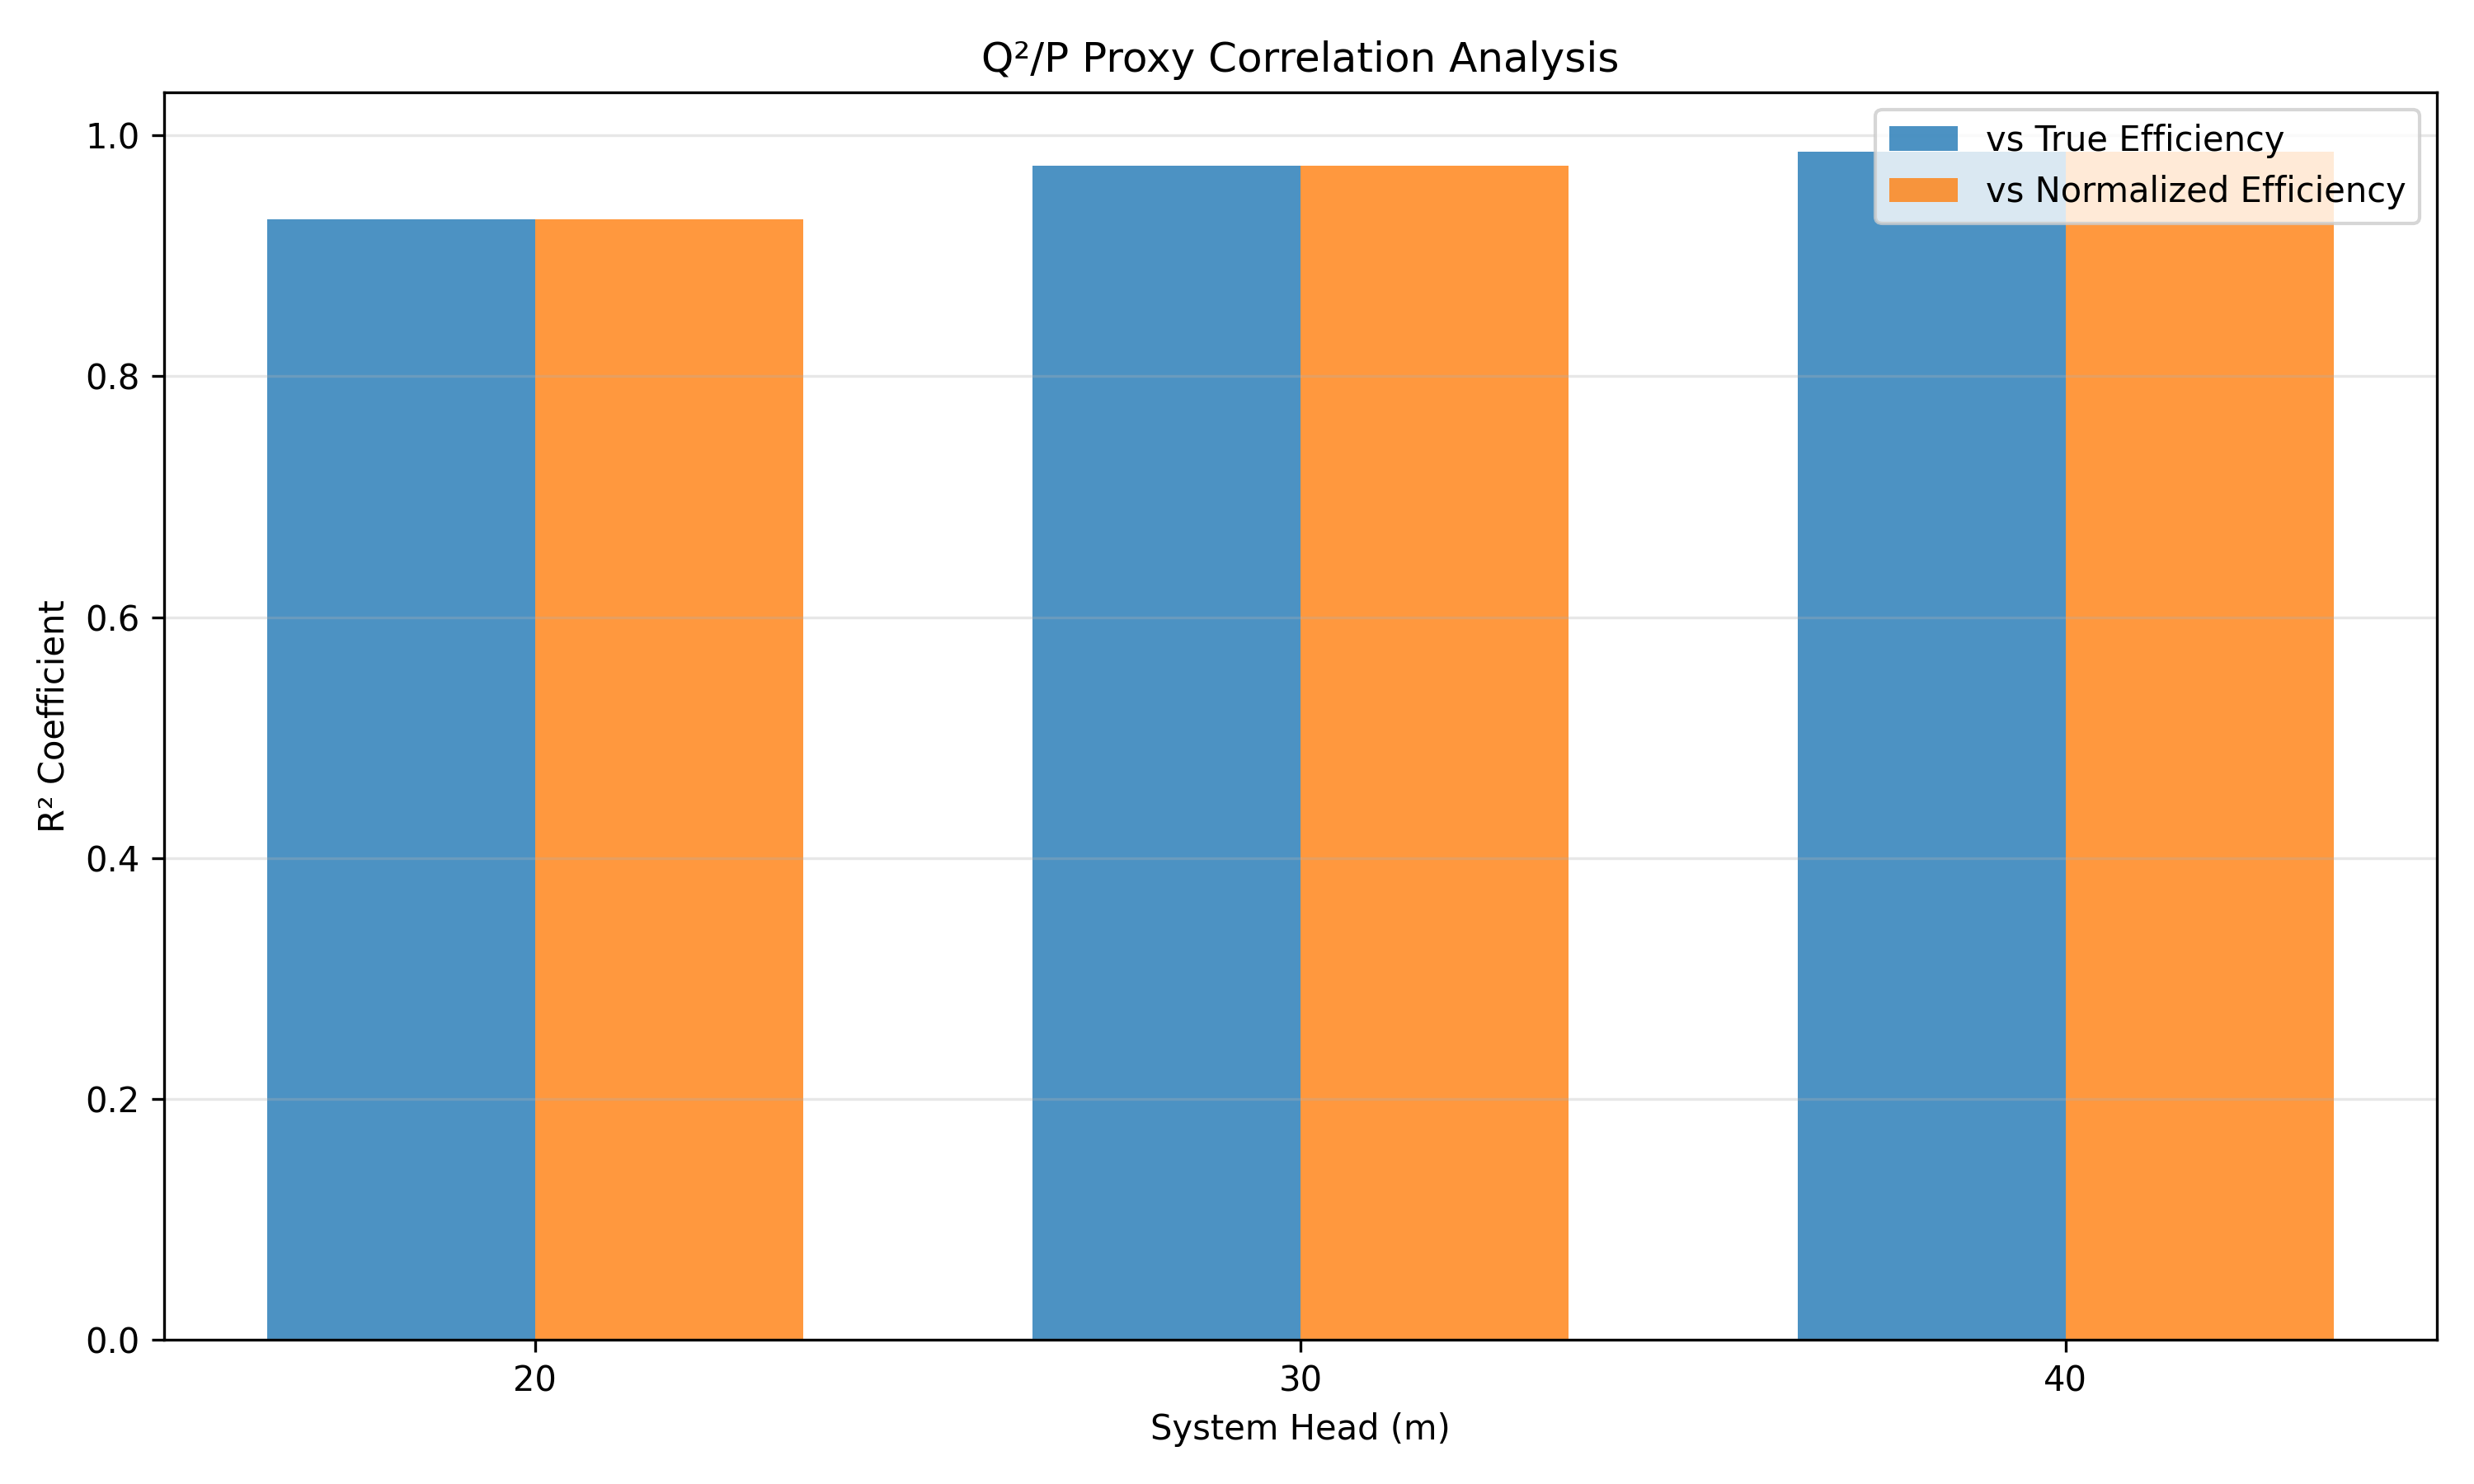 Q²/P Proxy Correlation Analysis
vs True Efficiency
vs Normalized Efficiency
R² Coefficient
1.0
0.8
0.6
0.4
0.2
0.0
20
30
40
System Head (m)